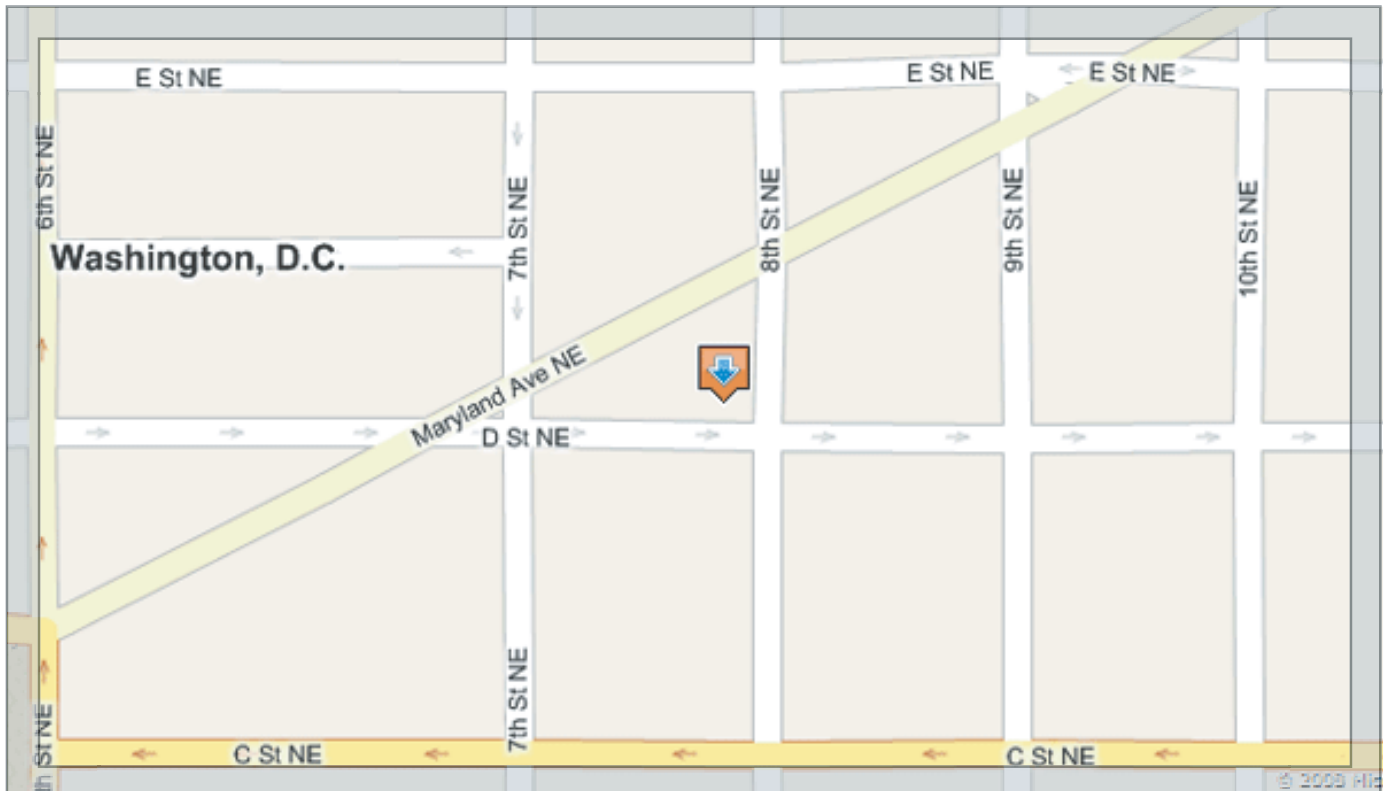 E St NE
E St NE
E St NE
6th St NE
7th St NE
8th St NE
9th St NE
10th St NE
Washington, D.C.
Maryland Ave NE
D St NE
7th St NE
St NE
C St NE
C St NE
© 2009